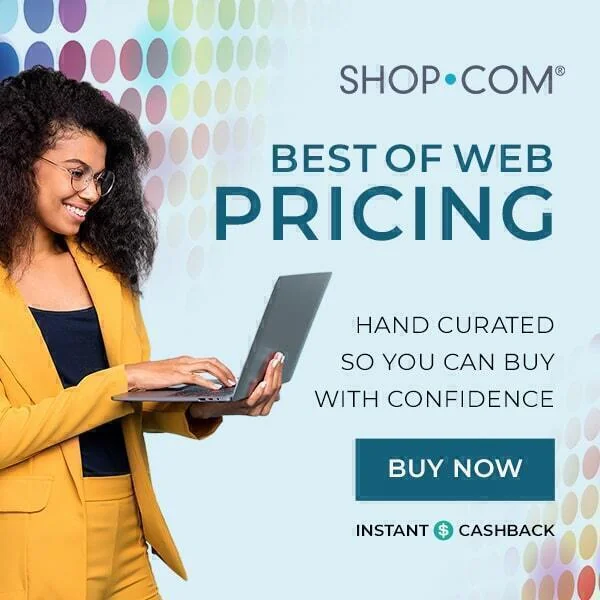 SHOP•COM®
BEST OF WEB
PRICING
HAND CURATED
SO YOU CAN BUY
WITH CONFIDENCE
BUY NOW
INSTANT $ CASHBACK